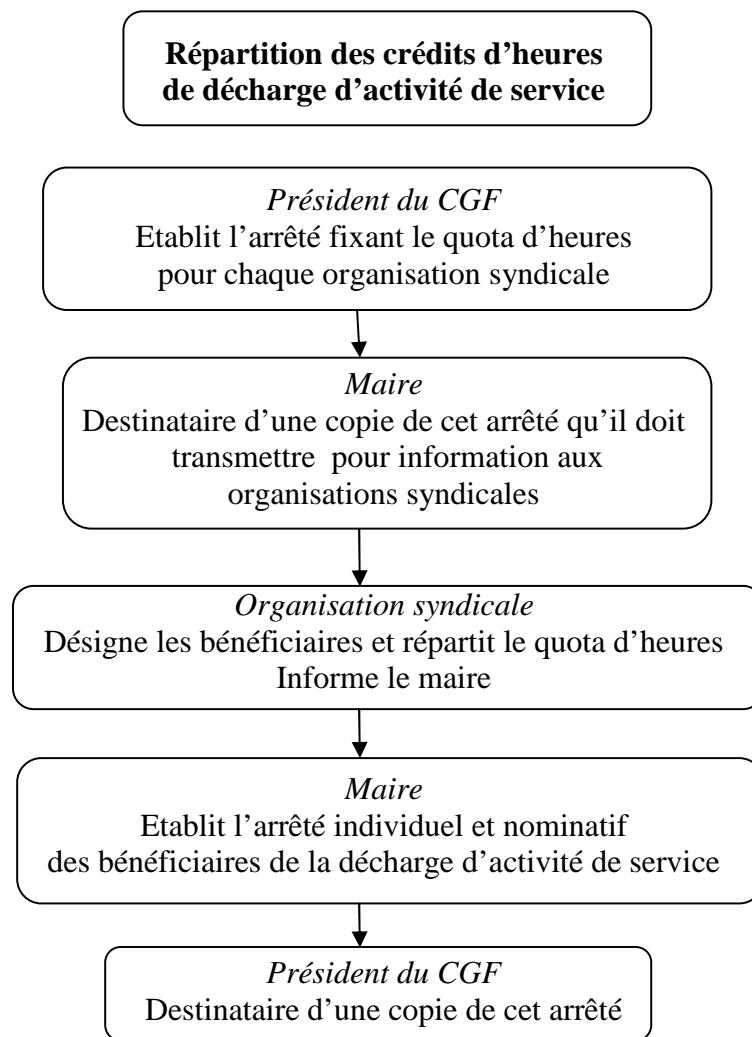 Répartition des crédits d’heures
de décharge d’activité de service
Président du CGF
Etablit l’arrêté fixant le quota d’heures
pour chaque organisation syndicale
Maire
Destinataire d’une copie de cet arrêté qu’il doit
transmettre pour information aux
organisations syndicales
Organisation syndicale
Désigne les bénéficiaires et répartit le quota d’heures
Informe le maire
Maire
Etablit l’arrêté individuel et nominatif
des bénéficiaires de la décharge d’activité de service
Président du CGF
Destinataire d’une copie de cet arrêté